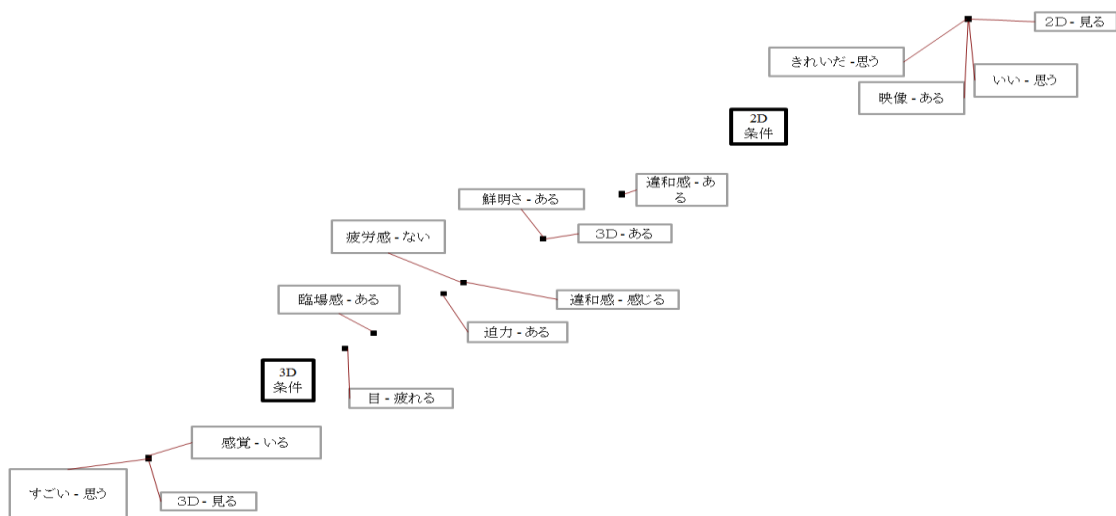 2D - 見る
きれいだ -思う
いい - 思う
映像 - ある
2D
条件
違和感 - あ
る
鮮明さ - ある
3D - ある
疲労感 - ない
臨場感 - ある
違和感 - 感じる
迫力 - ある
3D
条件
目 - 疲れる
感覚 - いる
すごい - 思う
3D - 見る